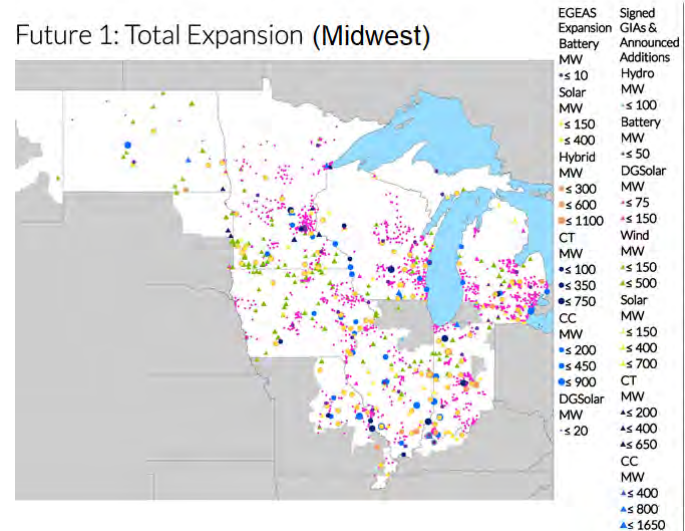 Future 1: Total Expansion (Midwest)
EGEAS
Expansion
Battery
MW
≤ 10
Solar
MW
≤ 150
≤ 400
Hybrid
MW
≤ 300
≤ 600
≤ 1100
CT
MW
≤ 100
≤ 350
≤ 750
CC
MW
≤ 200
≤ 450
≤ 900
DGSolar
MW
≤ 20
Signed
GIAs &
Announced
Additions
Hydro
MW
≤ 100
Battery
MW
≤ 50
DGSolar
MW
≤ 75
≤ 150
Wind
MW
≤ 150
≤ 500
Solar
MW
≤ 150
≤ 400
≤ 700
CT
MW
≤ 200
≤ 400
≤ 650
CC
MW
≤ 400
≤ 800
≤ 1650